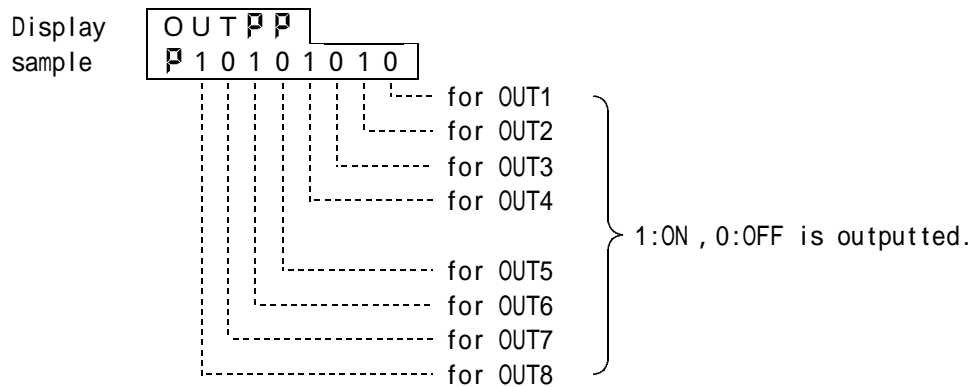 Display OUTPP
sample P10101010
for OUT1
for OUT2
for OUT3
for OUT4
1:ON , 0:OFF is outputted.
for OUT5
for OUT6
for OUT7
for OUT8